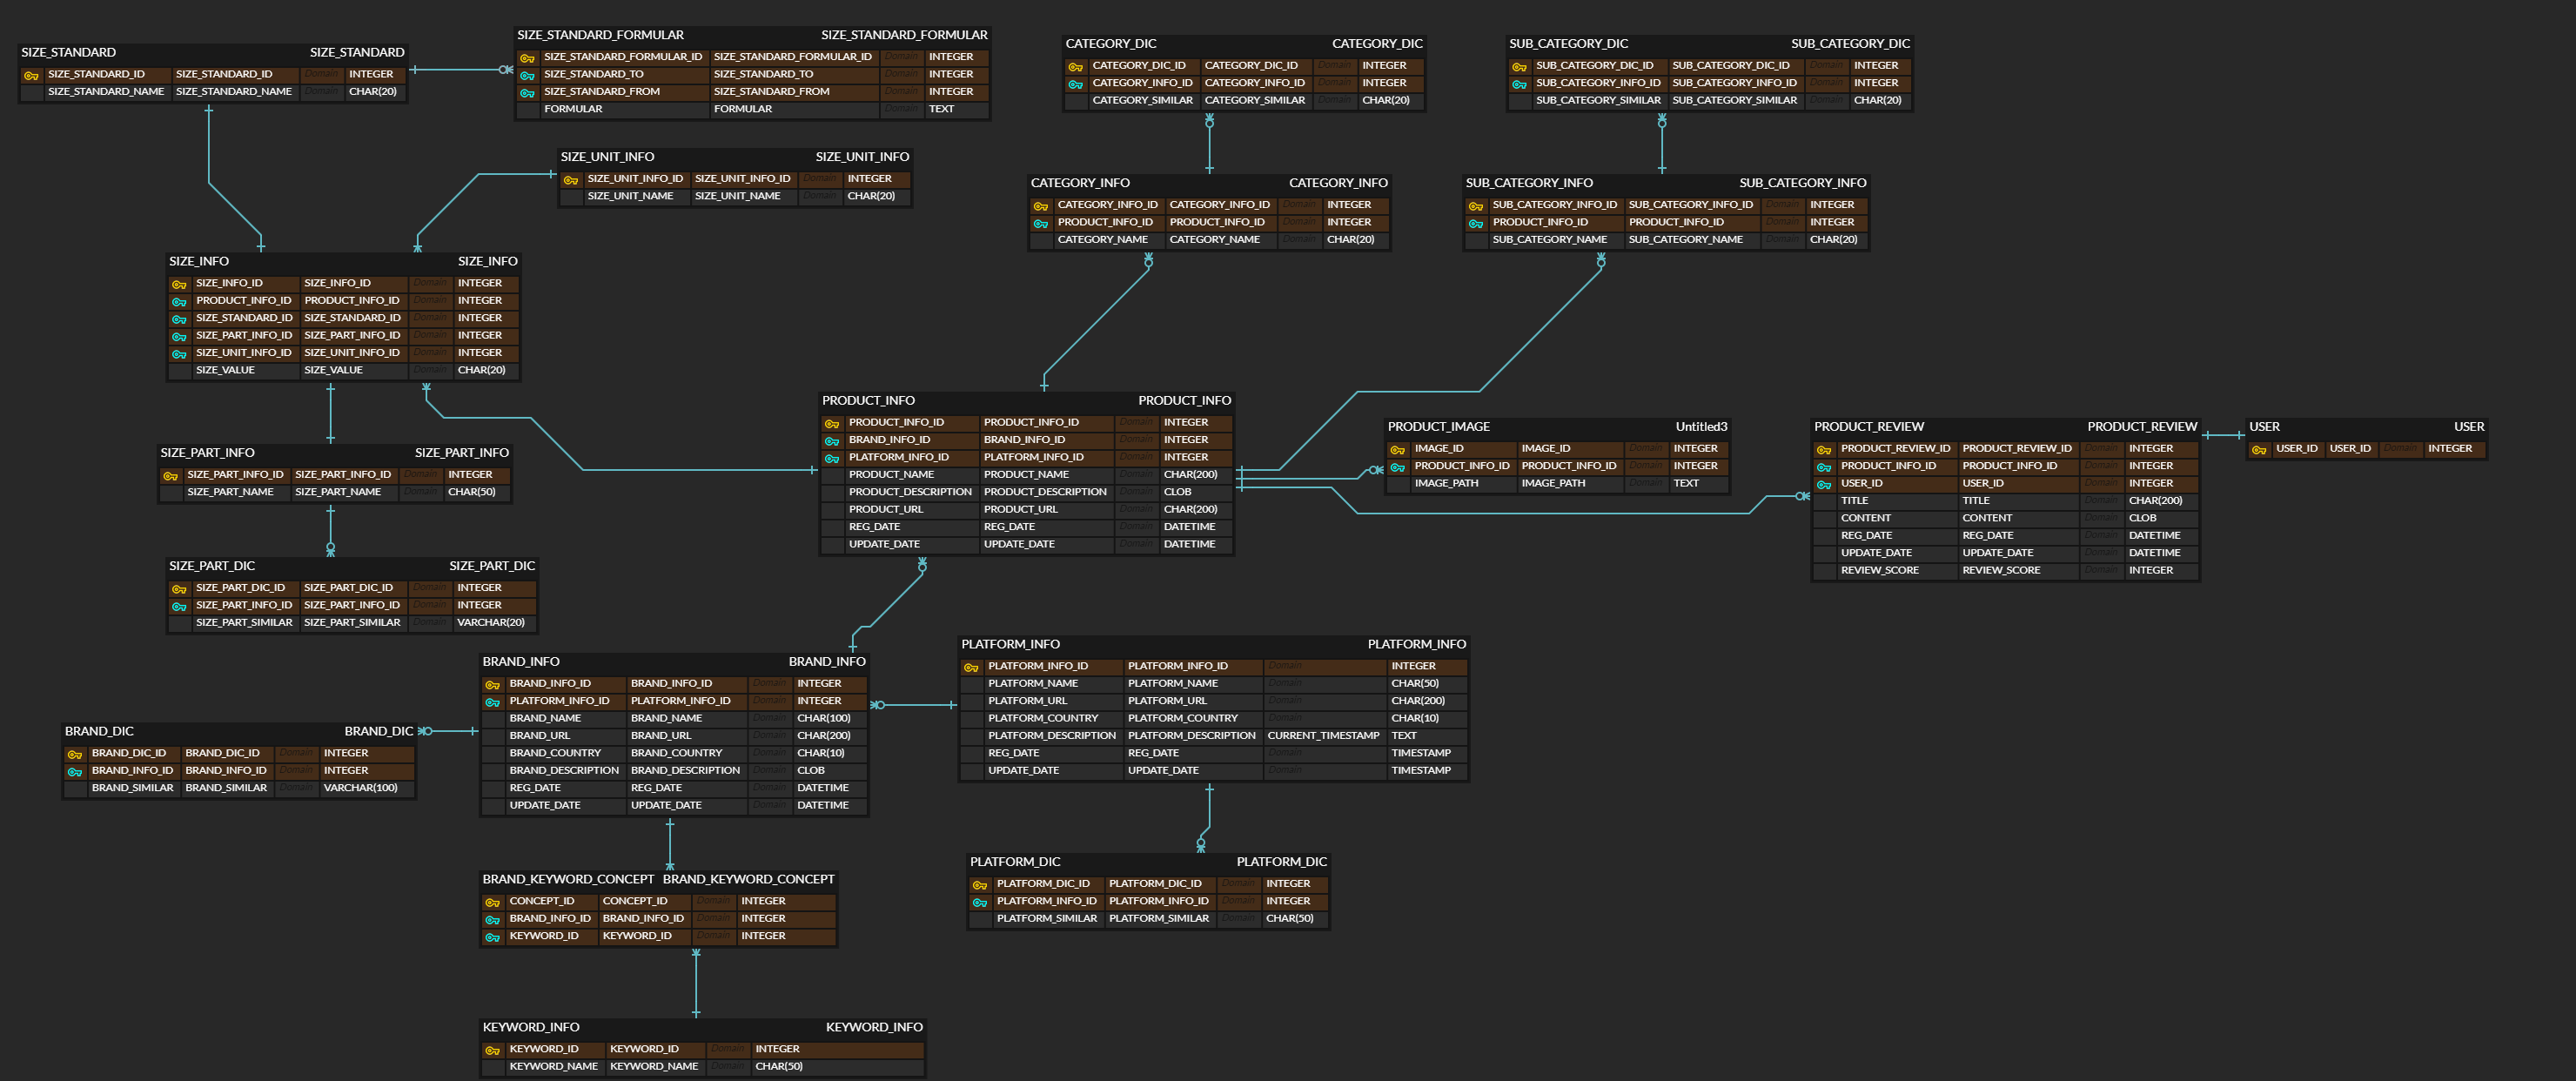 SIZE_STANDARD SIZE_STANDARD
SIZE_STANDARD_ID SIZE_STANDARD_ID Domain INTEGER
SIZE_STANDARD_NAME SIZE_STANDARD_NAME Domain CHAR(20)
SIZE_STANDARD_FORMULAR SIZE_STANDARD_FORMULAR
SIZE_STANDARD_FORMULAR_ID SIZE_STANDARD_FORMULAR_ID Domain INTEGER
SIZE_STANDARD_TO SIZE_STANDARD_TO Domain INTEGER
SIZE_STANDARD_FROM SIZE_STANDARD_FROM Domain INTEGER
FORMULAR FORMULAR Domain TEXT
CATEGORY_DIC CATEGORY_DIC
CATEGORY_DIC_ID CATEGORY_DIC_ID Domain INTEGER
CATEGORY_INFO_ID CATEGORY_INFO_ID Domain INTEGER
CATEGORY_SIMILAR CATEGORY_SIMILAR Domain CHAR(20)
SUB_CATEGORY_DIC SUB_CATEGORY_DIC
SUB_CATEGORY_DIC_ID SUB_CATEGORY_DIC_ID Domain INTEGER
SUB_CATEGORY_INFO_ID SUB_CATEGORY_INFO_ID Domain INTEGER
SUB_CATEGORY_SIMILAR SUB_CATEGORY_SIMILAR Domain CHAR(20)
SIZE_UNIT_INFO SIZE_UNIT_INFO
SIZE_UNIT_INFO_ID SIZE_UNIT_INFO_ID Domain INTEGER
SIZE_UNIT_NAME SIZE_UNIT_NAME Domain CHAR(20)
CATEGORY_INFO CATEGORY_INFO
CATEGORY_INFO_ID CATEGORY_INFO_ID Domain INTEGER
PRODUCT_INFO_ID PRODUCT_INFO_ID Domain INTEGER
CATEGORY_NAME CATEGORY_NAME Domain CHAR(20)
SUB_CATEGORY_INFO SUB_CATEGORY_INFO
SUB_CATEGORY_INFO_ID SUB_CATEGORY_INFO_ID Domain INTEGER
PRODUCT_INFO_ID PRODUCT_INFO_ID Domain INTEGER
SUB_CATEGORY_NAME SUB_CATEGORY_NAME Domain CHAR(20)
SIZE_INFO SIZE_INFO
SIZE_INFO_ID SIZE_INFO_ID Domain INTEGER
PRODUCT_INFO_ID PRODUCT_INFO_ID Domain INTEGER
SIZE_STANDARD_ID SIZE_STANDARD_ID Domain INTEGER
SIZE_PART_INFO_ID SIZE_PART_INFO_ID Domain INTEGER
SIZE_UNIT_INFO_ID SIZE_UNIT_INFO_ID Domain INTEGER
SIZE_VALUE SIZE_VALUE Domain CHAR(20)
PRODUCT_INFO PRODUCT_INFO
PRODUCT_INFO_ID PRODUCT_INFO_ID Domain INTEGER
BRAND_INFO_ID BRAND_INFO_ID Domain INTEGER
PLATFORM_INFO_ID PLATFORM_INFO_ID Domain INTEGER
PRODUCT_NAME PRODUCT_NAME Domain CHAR(200)
PRODUCT_DESCRIPTION PRODUCT_DESCRIPTION Domain CLOB
PRODUCT_URL PRODUCT_URL Domain CHAR(200)
REG_DATE REG_DATE Domain DATETIME
UPDATE_DATE UPDATE_DATE Domain DATETIME
PRODUCT_IMAGE Untitled3
IMAGE_ID IMAGE_ID Domain INTEGER
PRODUCT_INFO_ID PRODUCT_INFO_ID Domain INTEGER
IMAGE_PATH IMAGE_PATH Domain TEXT
PRODUCT_REVIEW PRODUCT_REVIEW
PRODUCT_REVIEW_ID PRODUCT_REVIEW_ID Domain INTEGER
PRODUCT_INFO_ID PRODUCT_INFO_ID Domain INTEGER
USER_ID USER_ID Domain INTEGER
TITLE TITLE Domain CHAR(200)
CONTENT CONTENT Domain CLOB
REG_DATE REG_DATE Domain DATETIME
UPDATE_DATE UPDATE_DATE Domain DATETIME
REVIEW_SCORE REVIEW_SCORE Domain INTEGER
USER USER
USER_ID USER_ID Domain INTEGER
SIZE_PART_INFO SIZE_PART_INFO
SIZE_PART_INFO_ID SIZE_PART_INFO_ID Domain INTEGER
SIZE_PART_NAME SIZE_PART_NAME Domain CHAR(50)
SIZE_PART_DIC SIZE_PART_DIC
SIZE_PART_DIC_ID SIZE_PART_DIC_ID Domain INTEGER
SIZE_PART_INFO_ID SIZE_PART_INFO_ID Domain INTEGER
SIZE_PART_SIMILAR SIZE_PART_SIMILAR Domain VARCHAR(20)
BRAND_INFO BRAND_INFO
BRAND_INFO_ID BRAND_INFO_ID Domain INTEGER
PLATFORM_INFO_ID PLATFORM_INFO_ID Domain INTEGER
BRAND_NAME BRAND_NAME Domain CHAR(100)
BRAND_URL BRAND_URL Domain CHAR(200)
BRAND_COUNTRY BRAND_COUNTRY Domain CHAR(10)
BRAND_DESCRIPTION BRAND_DESCRIPTION Domain CLOB
REG_DATE REG_DATE Domain DATETIME
UPDATE_DATE UPDATE_DATE Domain DATETIME
PLATFORM_INFO PLATFORM_INFO
PLATFORM_INFO_ID PLATFORM_INFO_ID Domain INTEGER
PLATFORM_NAME PLATFORM_NAME Domain CHAR(50)
PLATFORM_URL PLATFORM_URL Domain CHAR(200)
PLATFORM_COUNTRY PLATFORM_COUNTRY Domain CHAR(10)
PLATFORM_DESCRIPTION PLATFORM_DESCRIPTION CURRENT_TIMESTAMP TEXT
REG_DATE REG_DATE Domain TIMESTAMP
UPDATE_DATE UPDATE_DATE Domain TIMESTAMP
BRAND_DIC BRAND_DIC
BRAND_DIC_ID BRAND_DIC_ID Domain INTEGER
BRAND_INFO_ID BRAND_INFO_ID Domain INTEGER
BRAND_SIMILAR BRAND_SIMILAR Domain VARCHAR(100)
BRAND_KEYWORD_CONCEPT BRAND_KEYWORD_CONCEPT
CONCEPT_ID CONCEPT_ID Domain INTEGER
BRAND_INFO_ID BRAND_INFO_ID Domain INTEGER
KEYWORD_ID KEYWORD_ID Domain INTEGER
PLATFORM_DIC PLATFORM_DIC
PLATFORM_DIC_ID PLATFORM_DIC_ID Domain INTEGER
PLATFORM_INFO_ID PLATFORM_INFO_ID Domain INTEGER
PLATFORM_SIMILAR PLATFORM_SIMILAR Domain CHAR(50)
KEYWORD_INFO KEYWORD_INFO
KEYWORD_ID KEYWORD_ID Domain INTEGER
KEYWORD_NAME KEYWORD_NAME Domain CHAR(50)